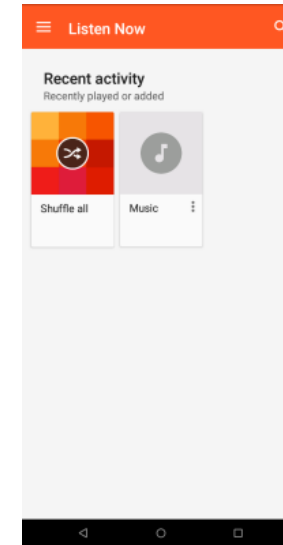 Listen Now
Recent activity
Recently played or added
Shuffle all
Music